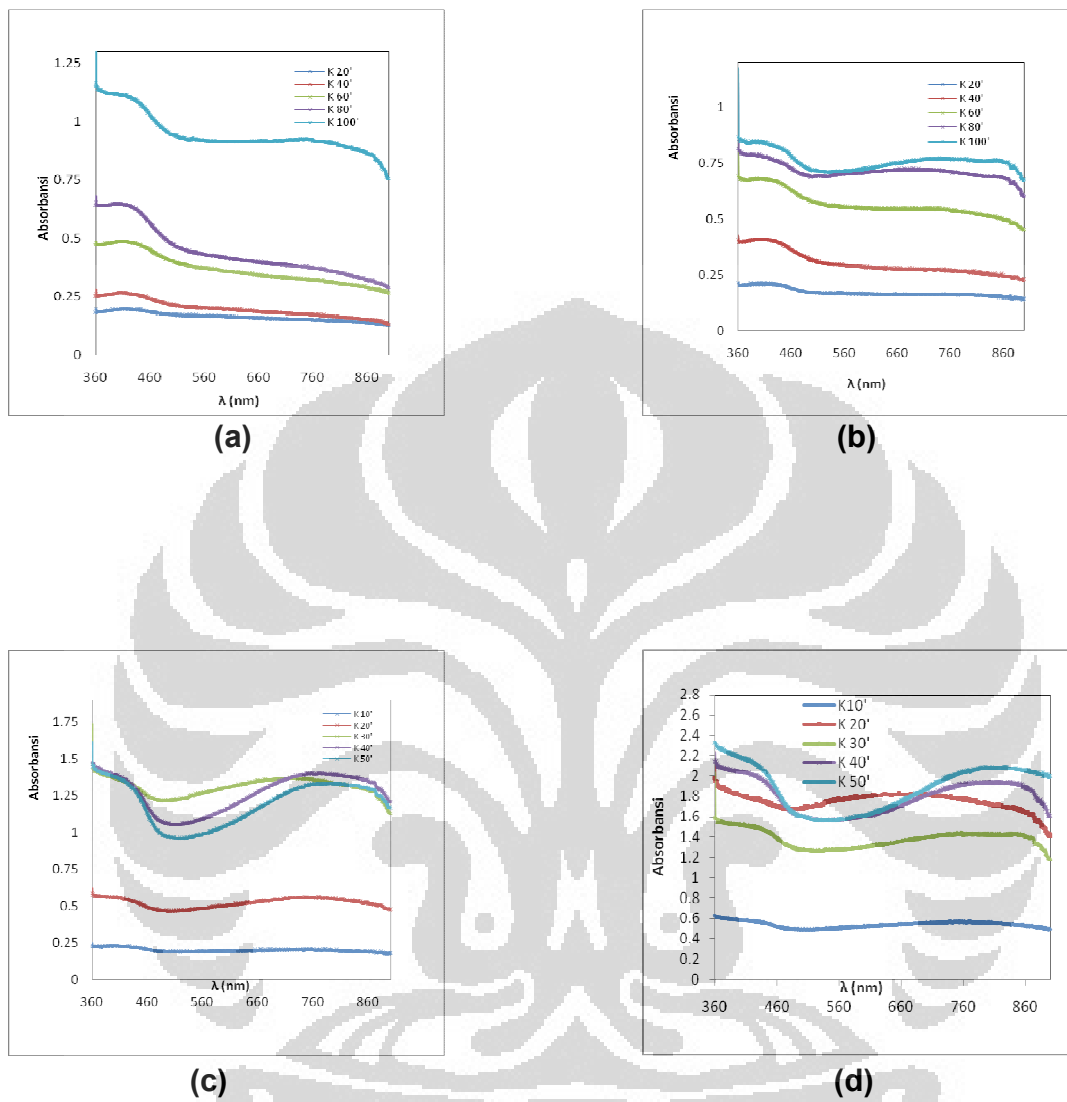 1.25
1
0.75
0.5
0.25
0
Absorbansi
K 20'
K 40'
K 60'
K 80'
K 100'
360 460 560 660 760 860
λ (nm)
(a)
1
0.75
0.5
0.25
0
Absorbansi
K 20'
K 40'
K 60'
K 80'
K 100'
360 460 560 660 760 860
λ (nm)
(b)
1.75
1.5
1.25
1
0.75
0.5
0.25
0
Absorbansi
K 10'
K 20'
K 30'
K 40'
K 50'
λ (nm)
360 460 560 660 760 860
(c)
2.8
2.6
2.4
2.2
2
1.8
1.6
1.4
1.2
1
0.8
0.6
0.4
0.2
0
Absorbansi
K10'
K 20'
K 30'
K 40'
K 50'
λ (nm)
360 460 560 660 760 860
(d)